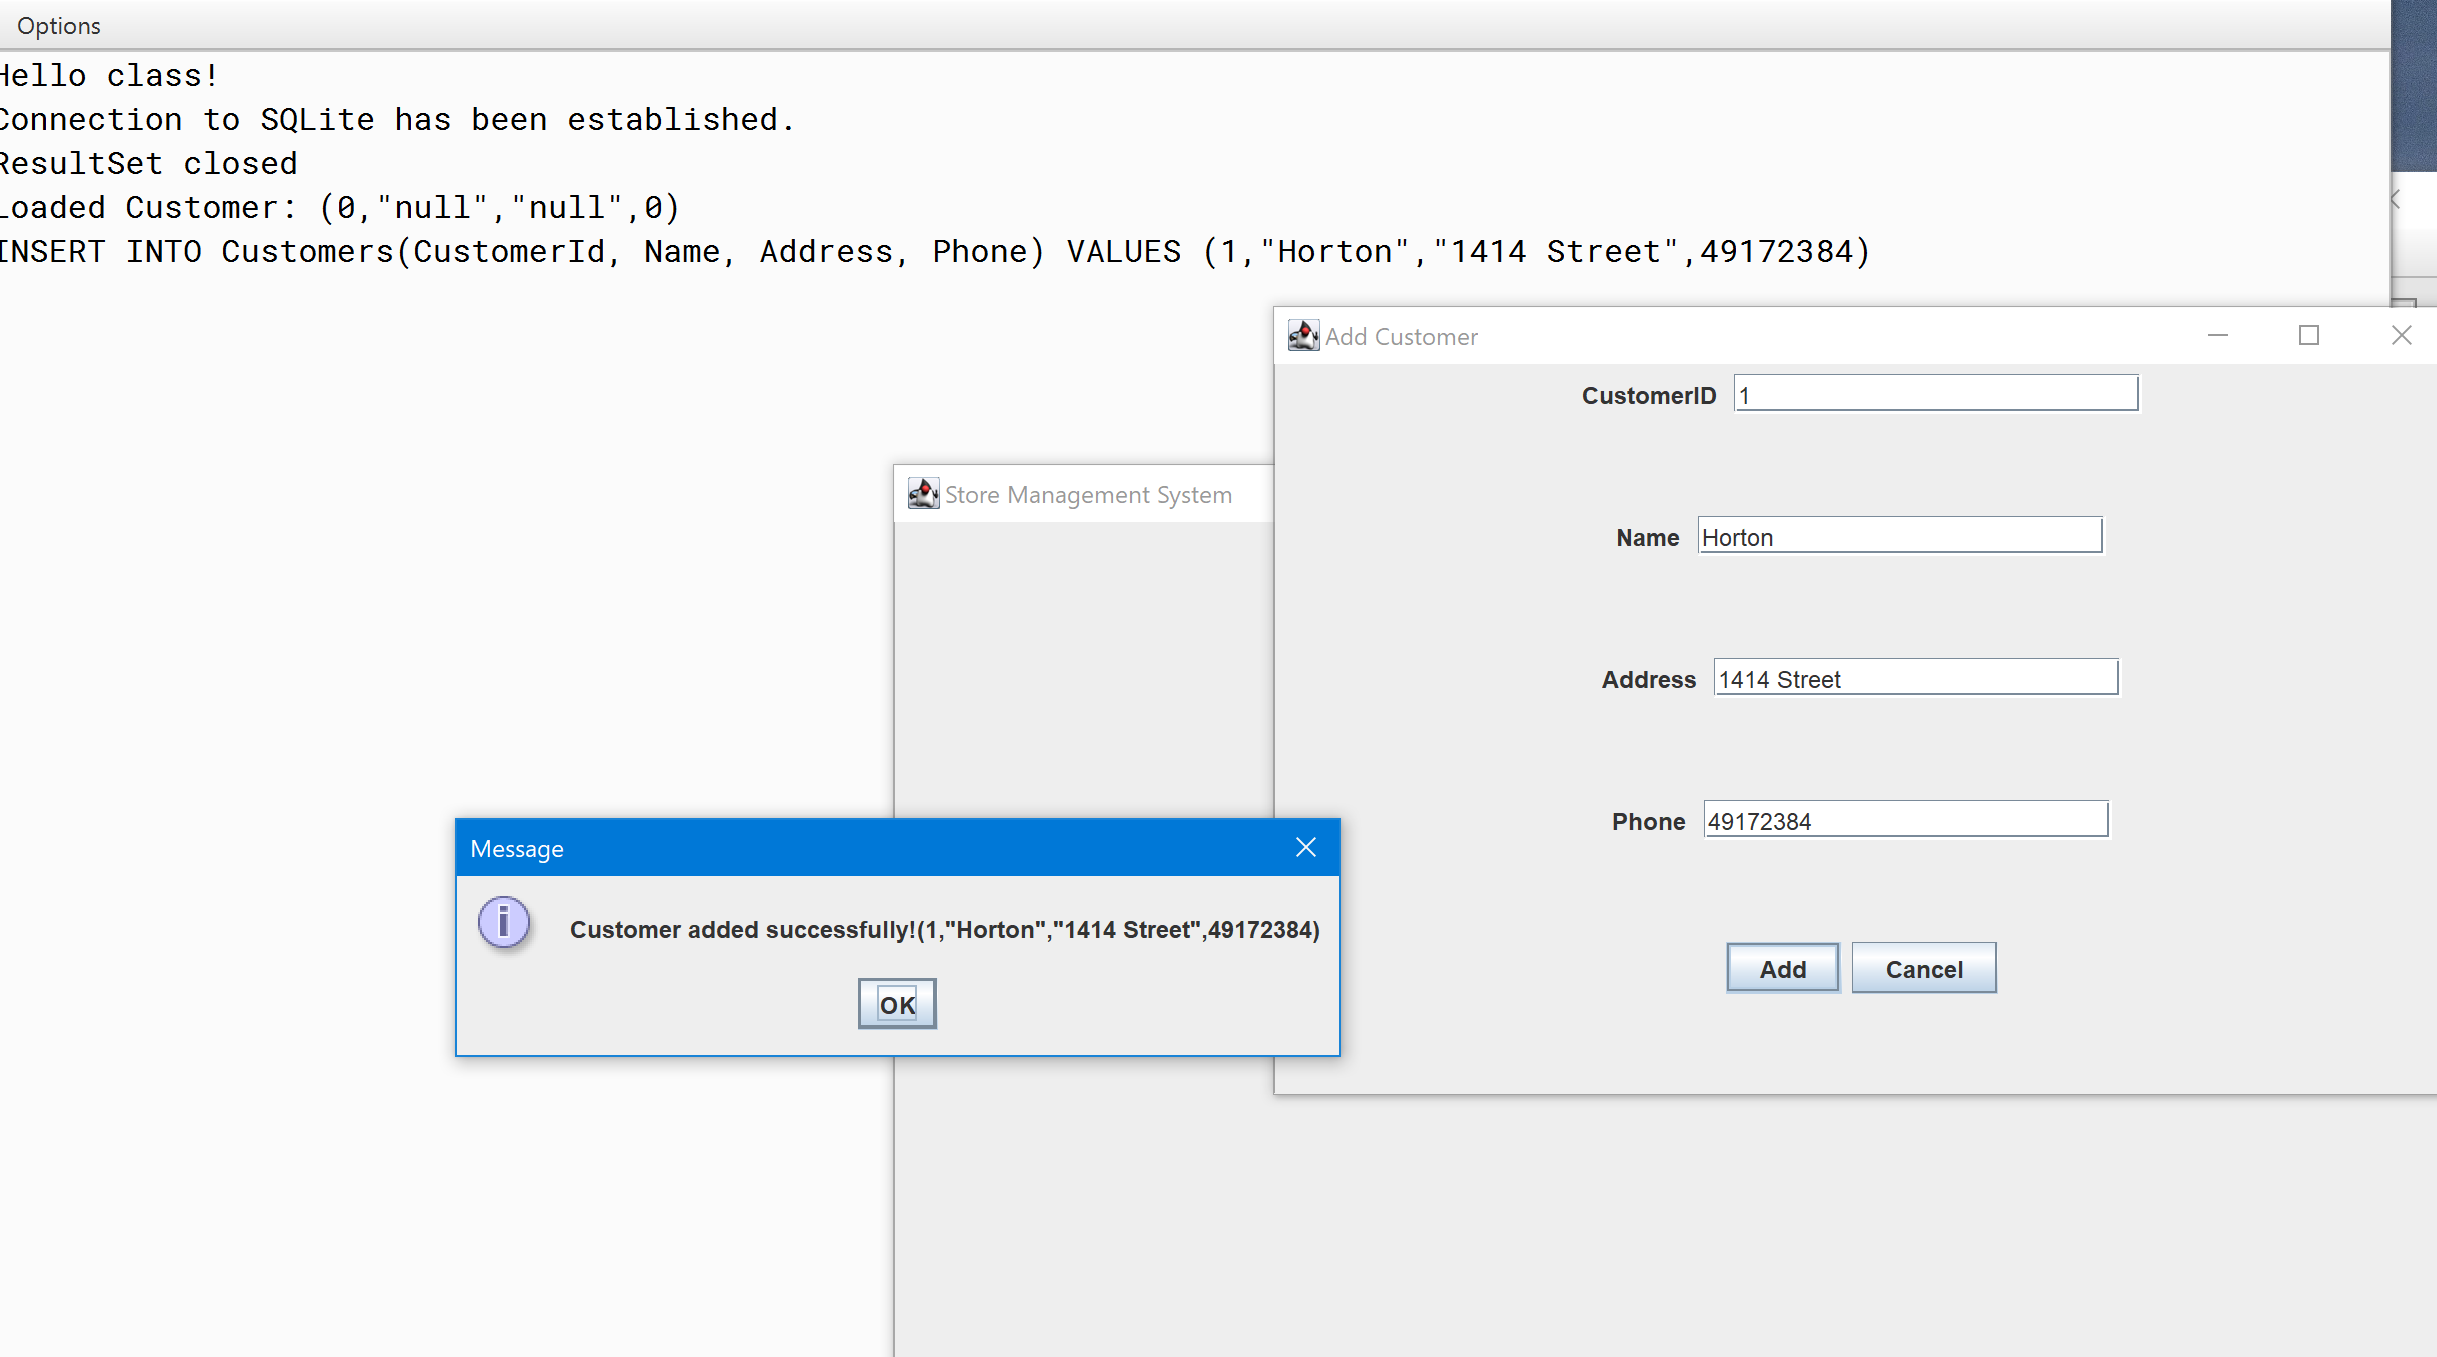 Options
Hello class!
Connection to SQLite has been established.
ResultSet closed
Loaded Customer: (0,"null","null",0)
INSERT INTO Customers(CustomerId, Name, Address, Phone) VALUES (1,"Horton","1414 Street",49172384)
Add Customer
CustomerID 1
Store Management System
Name Horton
Address 1414 Street
Phone 49172384
Message
Customer added successfully!(1,"Horton","1414 Street",49172384)
Add Cancel
OK